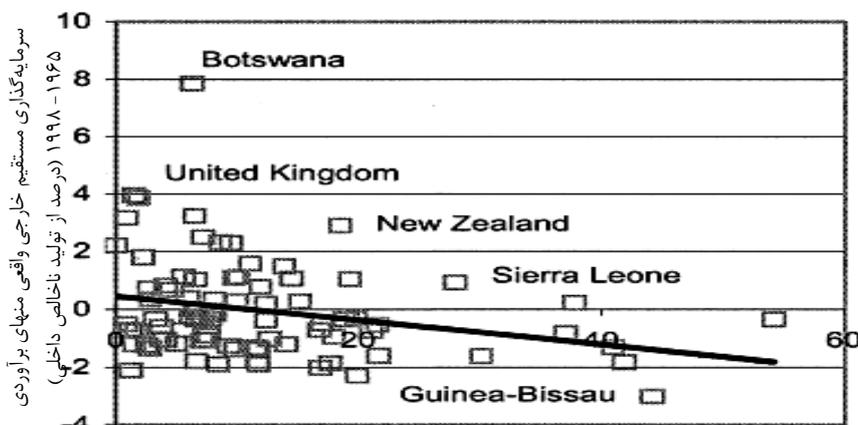 سرمایه‌گذاری مستقیم خارجی واقعی منهای برآوردی
۱۹۶۵-۱۹۹۸ (درصد از تولید ناخالص داخلی)
10
Botswana
8
6
United Kingdom
4
New Zealand
2
Sierra Leone
0
0
20
40
60
-2
Guinea-Bissau
-4